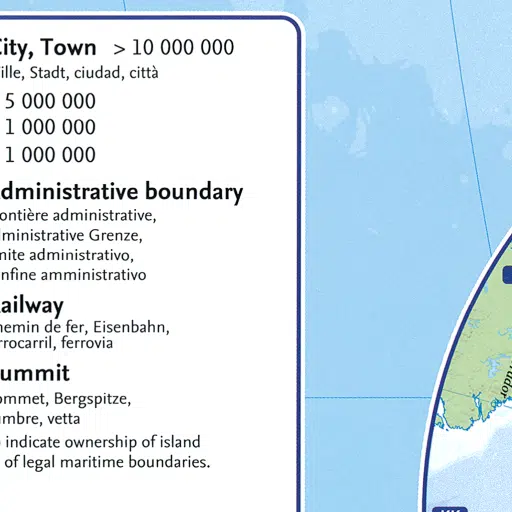 City, Town > 10 000 000
ille, Stadt, ciudad, città
5 000 000
1 000 000
1 000 000
dministrative boundary
ontière administrative,
ministrative Grenze,
nite administrativo,
nfine amministrativo
ailway
hemin de fer, Eisenbahn,
rrocarril, ferrovia
ummit
ommet, Bergspitze,
umbre, vetta
indicate ownership of island
of legal maritime boundaries.